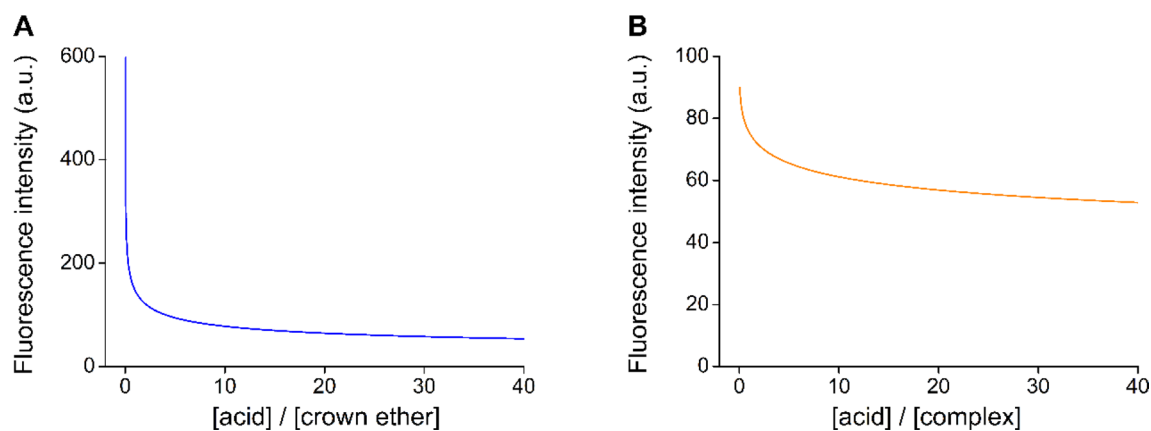 A
Fluorescence intensity (a.u.)
600
400
200
0
0 10 20 30 40
[acid] / [crown ether]
B
Fluorescence intensity (a.u.)
100
80
60
40
20
0
0 10 20 30 40
[acid] / [complex]